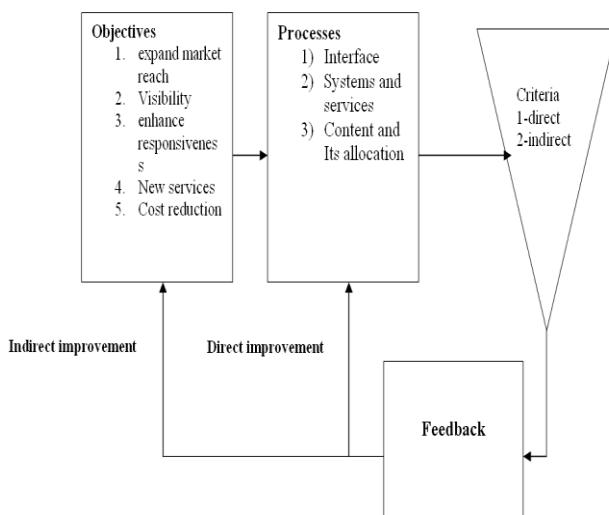 Objectives
1. expand market
reach
2. Visibility
3. enhance
responsivenes
s
4. New services
5. Cost reduction
Processes
1) Interface
2) Systems and
services
3) Content and
Its allocation
Criteria
1-direct
2-indirect
Indirect improvement
Direct improvement
Feedback